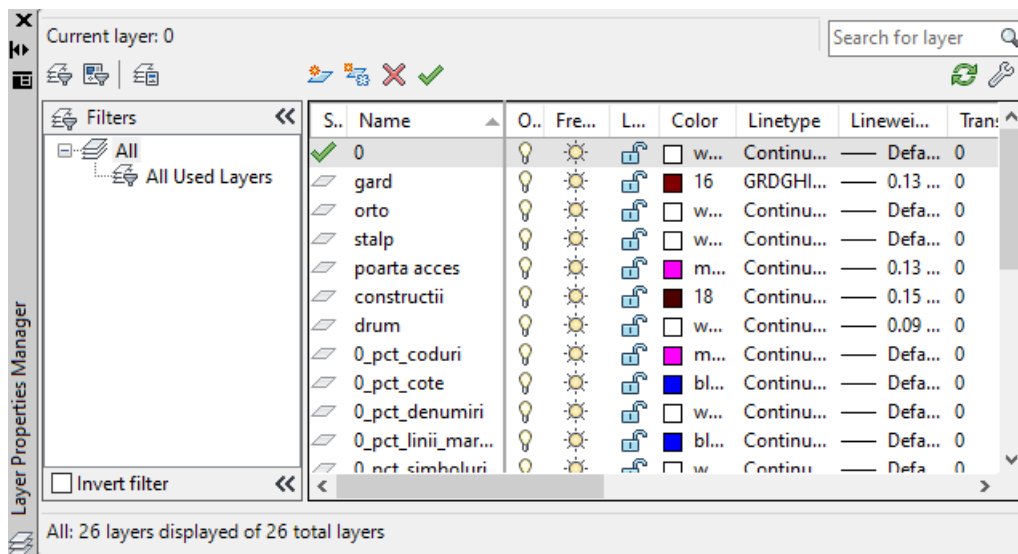 Current layer: 0
Search for layer
Filters
All
All Used Layers
Invert filter
S.. Name O.. Fre... L... Color Linetype Linewei... Trans
0 w... Continu... Defa... 0
gard 16 GRDGHI... 0.13 ... 0
orto w... Continu... Defa... 0
stalp w... Continu... Defa... 0
poarta acces m... Continu... 0.13 ... 0
constructii 18 Continu... 0.15 ... 0
drum w... Continu... 0.09 ... 0
0_pct_coduri m... Continu... Defa... 0
0_pct_cote bl... Continu... Defa... 0
0_pct_denumiri w... Continu... Defa... 0
0_pct_linii_mar... bl... Continu... Defa... 0
0_pct_simboluri w Continu Defa 0
All: 26 layers displayed of 26 total layers
Layer Properties Manager